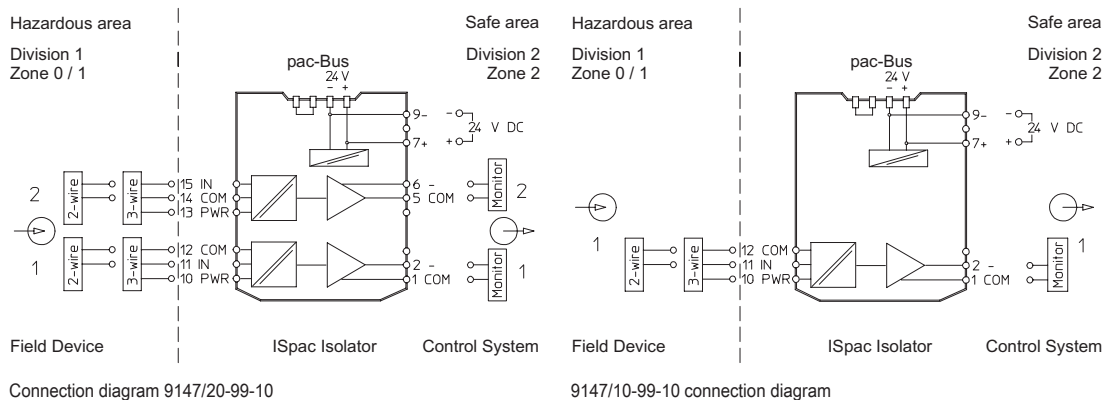 Hazardous area
Safe area
Division 1
Zone 0 / 1
Division 2
Zone 2
pac-Bus
24 V
- +
9-
7+
-
24 V DC
+
2
2-wire
3-wire
15 IN
14 COM
13 PWR
6 -
5 COM
Monitor
2
1
2-wire
3-wire
12 COM
11 IN
10 PWR
2 -
1 COM
Monitor
1
Field Device
ISpac Isolator
Control System
Connection diagram 9147/20-99-10
Hazardous area
Safe area
Division 1
Zone 0 / 1
Division 2
Zone 2
pac-Bus
24 V
- +
9-
7+
-
24 V DC
+
1
2-wire
3-wire
12 COM
11 IN
10 PWR
2 -
1 COM
Monitor
1
Field Device
ISpac Isolator
Control System
9147/10-99-10 connection diagram